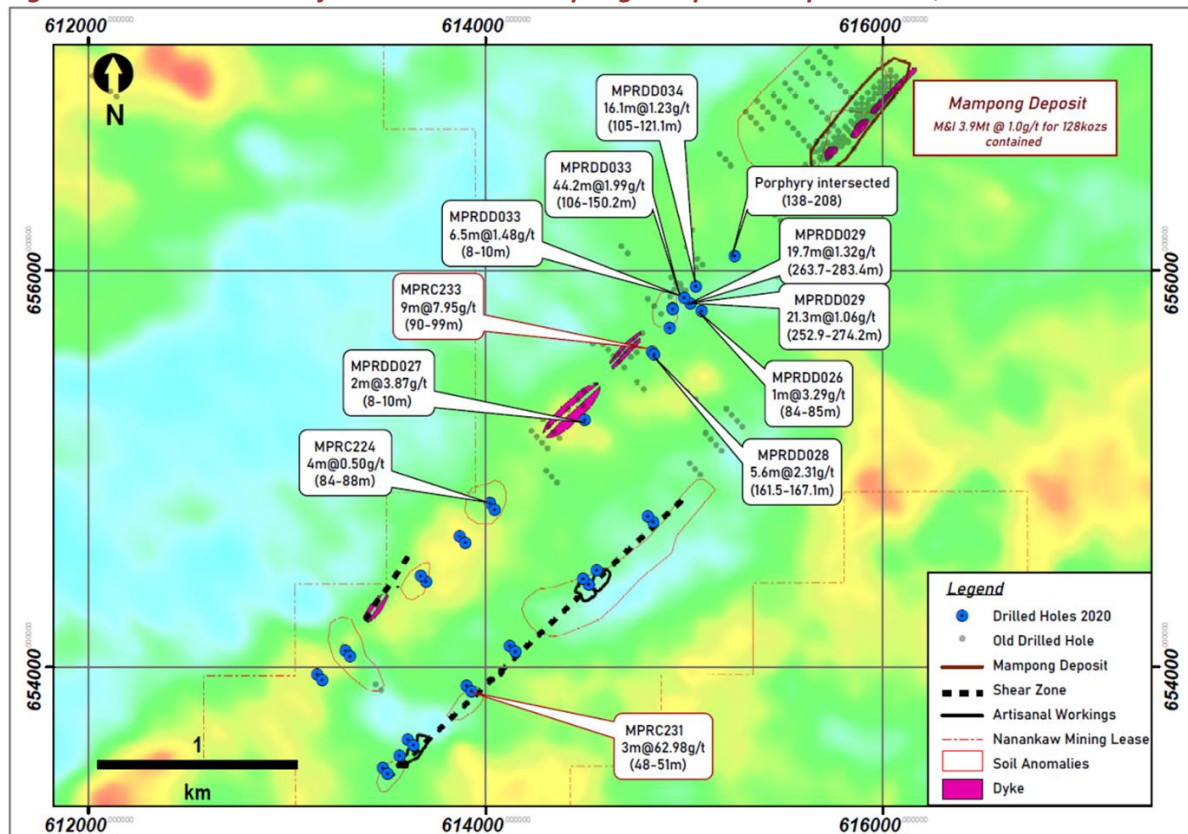 612000
614000
616000
N
MPRDD034
16.1m@1.23g/t
(105-121.1m)
Mampong Deposit
M&I 3.9Mt @ 1.0g/t for 128kozs
contained
MPRDD033
44.2m@1.99g/t
(106-150.2m)
Porphyry intersected
(138-208)
MPRDD033
6.5m@1.48g/t
(8-10m)
MPRDD029
19.7m@1.32g/t
(263.7-283.4m)
656000
656000
MPRC233
9m@7.95g/t
(90-99m)
MPRDD029
21.3m@1.06g/t
(252.9-274.2m)
MPRDD027
2m@3.87g/t
(8-10m)
MPRDD026
1m@3.29g/t
(84-85m)
MPRC224
4m@0.50g/t
(84-88m)
MPRDD028
5.6m@2.31g/t
(161.5-167.1m)
Legend
Drilled Holes 2020
Old Drilled Hole
Mampong Deposit
Shear Zone
Artisanal Workings
Nanankaw Mining Lease
Soil Anomalies
Dyke
654000
654000
MPRC231
3m@62.98g/t
(48-51m)
1
km
612000
614000
616000